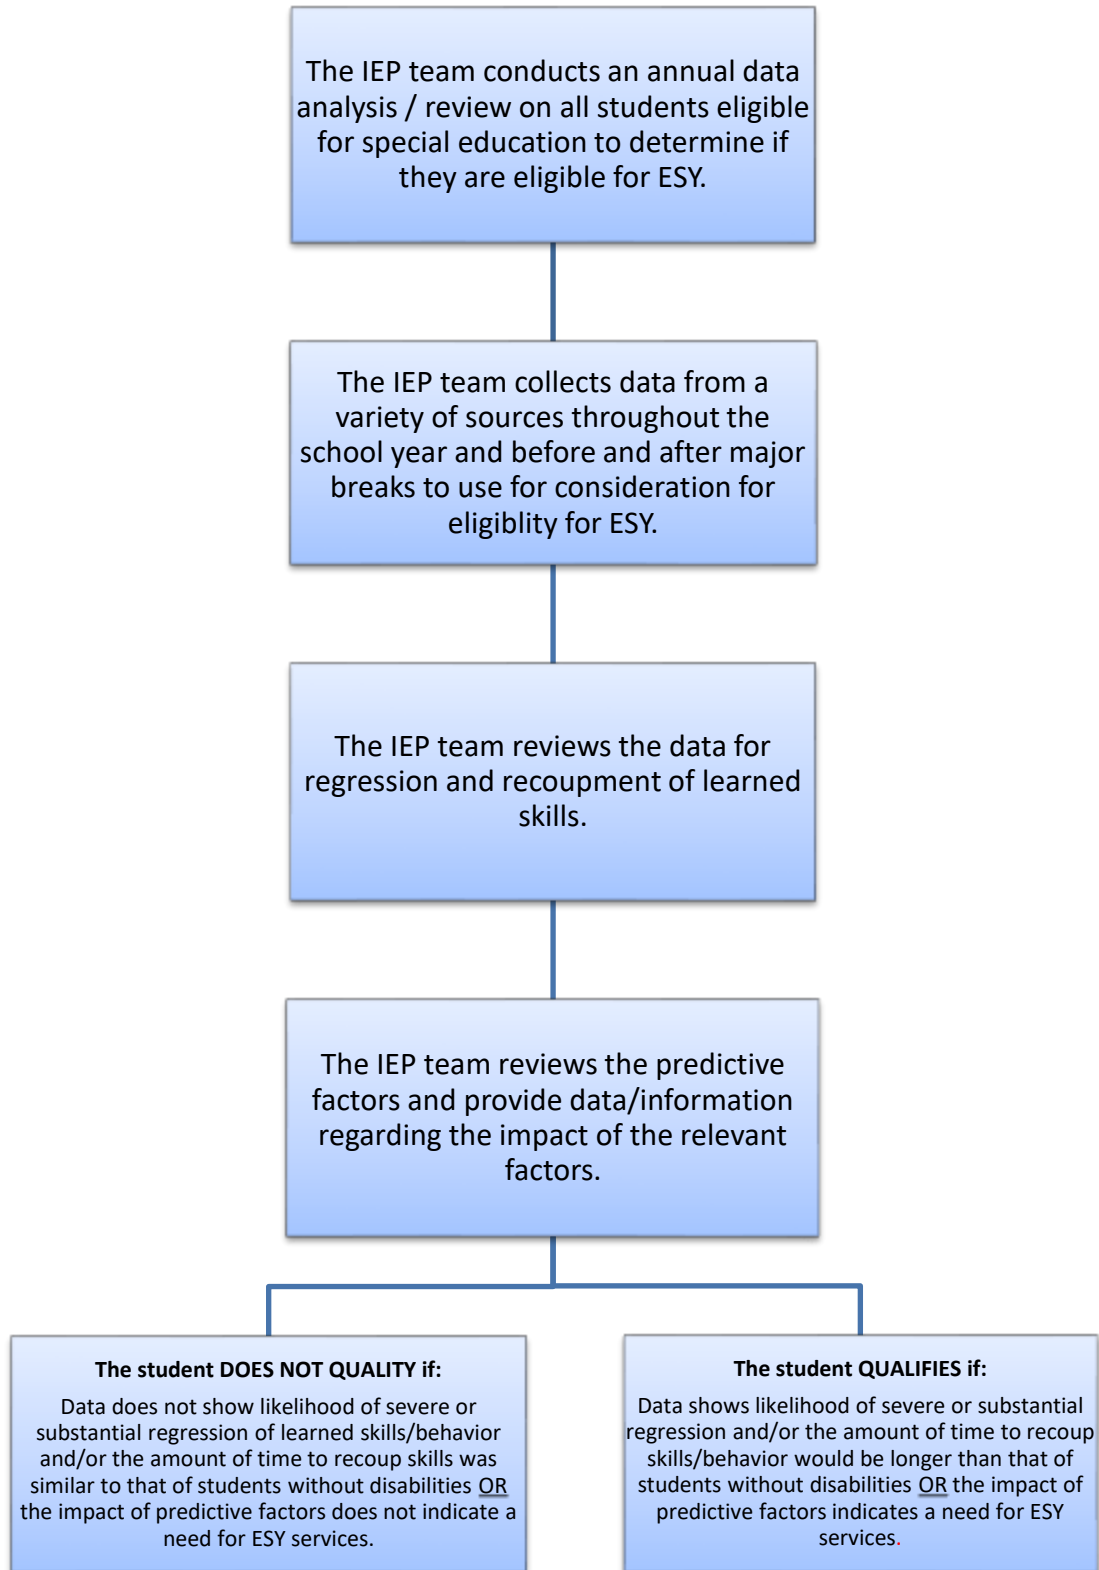 The IEP team conducts an annual data
analysis / review on all students eligible
for special education to determine if
they are eligible for ESY.
The IEP team collects data from a
variety of sources throughout the
school year and before and after major
breaks to use for consideration for
eligiblity for ESY.
The IEP team reviews the data for
regression and recoupment of learned
skills.
The IEP team reviews the predictive
factors and provide data/information
regarding the impact of the relevant
factors.
The student DOES NOT QUALITY if:
Data does not show likelihood of severe or
substantial regression of learned skills/behavior
and/or the amount of time to recoup skills was
similar to that of students without disabilities OR
the impact of predictive factors does not indicate a
need for ESY services.
The student QUALIFIES if:
Data shows likelihood of severe or substantial
regression and/or the amount of time to recoup
skills/behavior would be longer than that of
students without disabilities OR the impact of
predictive factors indicates a need for ESY
services.